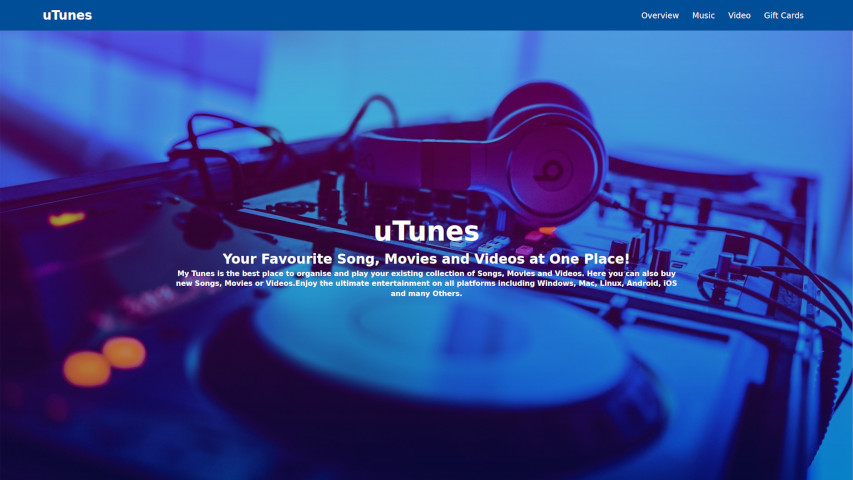 uTunes
Overview Music Video Gift Cards
uTunes
Your Favourite Song, Movies and Videos at One Place!
My Tunes is the best place to organise and play your existing collection of Songs, Movies and Videos. Here you can also buy
new Songs, Movies or Videos.Enjoy the ultimate entertainment on all platforms including Windows, Mac, Linux, Android, IOS
and many Others.